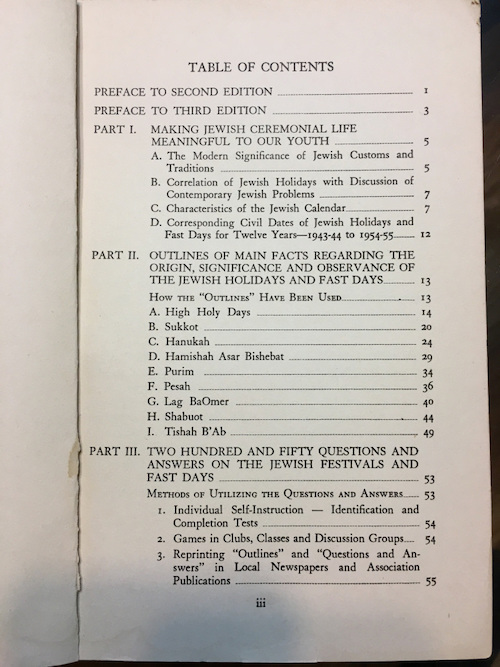 TABLE OF CONTENTS
PREFACE TO SECOND EDITION 1
PREFACE TO THIRD EDITION 3
PART I. MAKING JEWISH CEREMONIAL LIFE
MEANINGFUL TO OUR YOUTH 5
A. The Modern Significance of Jewish Customs and
Traditions 5
B. Correlation of Jewish Holidays with Discussion of
Contemporary Jewish Problems 7
C. Characteristics of the Jewish Calendar 7
D. Corresponding Civil Dates of Jewish Holidays and
Fast Days for Twelve Years—1943-44 to 1954-55 12
PART II. OUTLINES OF MAIN FACTS REGARDING THE
ORIGIN, SIGNIFICANCE AND OBSERVANCE OF
THE JEWISH HOLIDAYS AND FAST DAYS 13
How the "Outlines" Have Been Used 13
A. High Holy Days 14
B. Sukkot 20
C. Hanukah 24
D. Hamishah Asar Bishebat 29
E. Purim 34
F. Pesah 36
G. Lag BaOmer 40
H. Shabuot 44
I. Tishah B'Ab 49
PART III. TWO HUNDRED AND FIFTY QUESTIONS AND
ANSWERS ON THE JEWISH FESTIVALS AND
FAST DAYS 53
Methods of Utilizing the Questions and Answers 53
1. Individual Self-Instruction — Identification and
Completion Tests 54
2. Games in Clubs, Classes and Discussion Groups 54
3. Reprinting "Outlines" and "Questions and An-
swers" in Local Newspapers and Association
Publications 55
iii